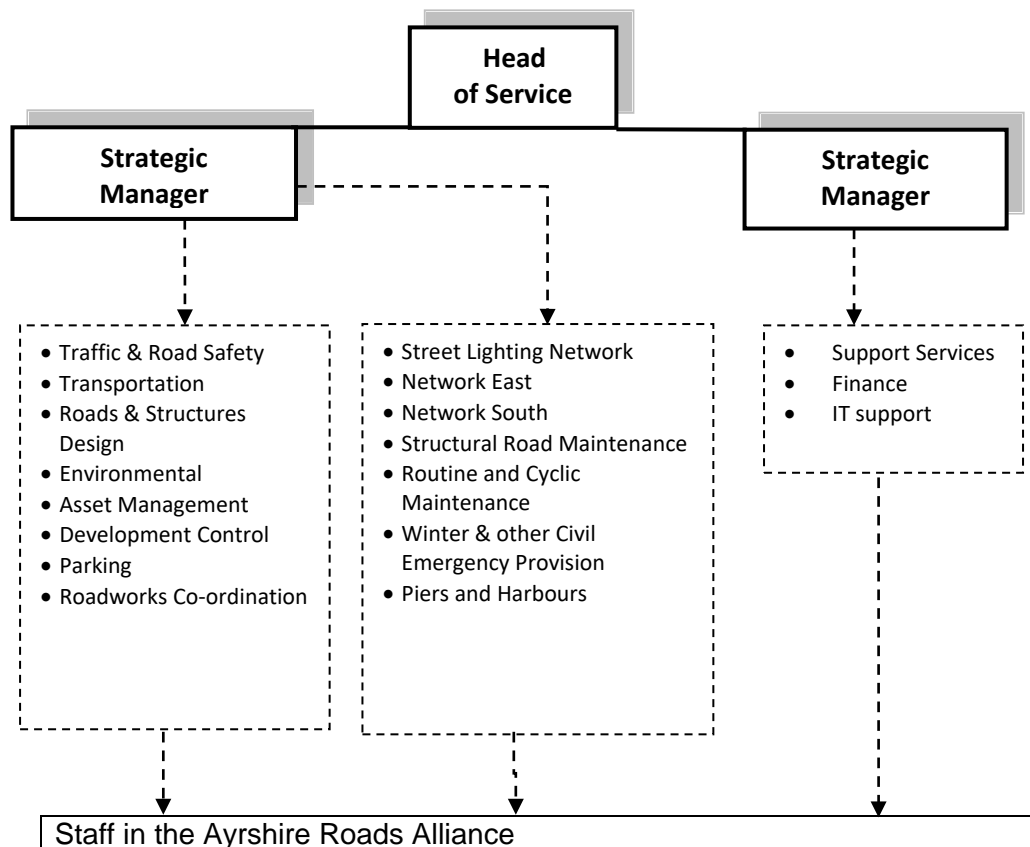 Head
of Service
Strategic
Manager
Strategic
Manager
• Traffic & Road Safety
• Transportation
• Roads & Structures
Design
• Environmental
• Asset Management
• Development Control
• Parking
• Roadworks Co-ordination
• Street Lighting Network
• Network East
• Network South
• Structural Road Maintenance
• Routine and Cyclic
Maintenance
• Winter & other Civil
Emergency Provision
• Piers and Harbours
• Support Services
• Finance
• IT support
Staff in the Ayrshire Roads Alliance